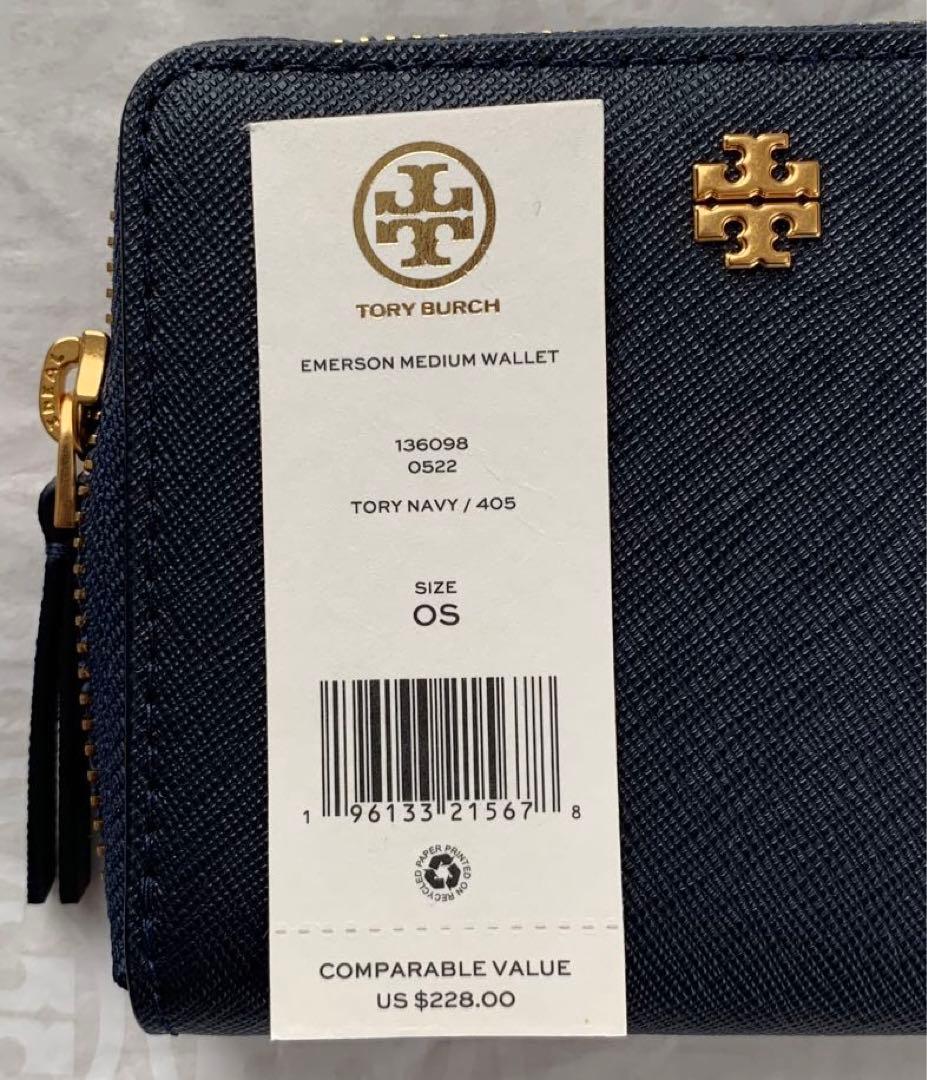 TORY BURCH
EMERSON MEDIUM WALLET
136098
0522
TORY NAVY / 405
SIZE
OS
1 96133 21567 8
PAPER PRINTED ON RECYCLED
COMPARABLE VALUE
US $228.00